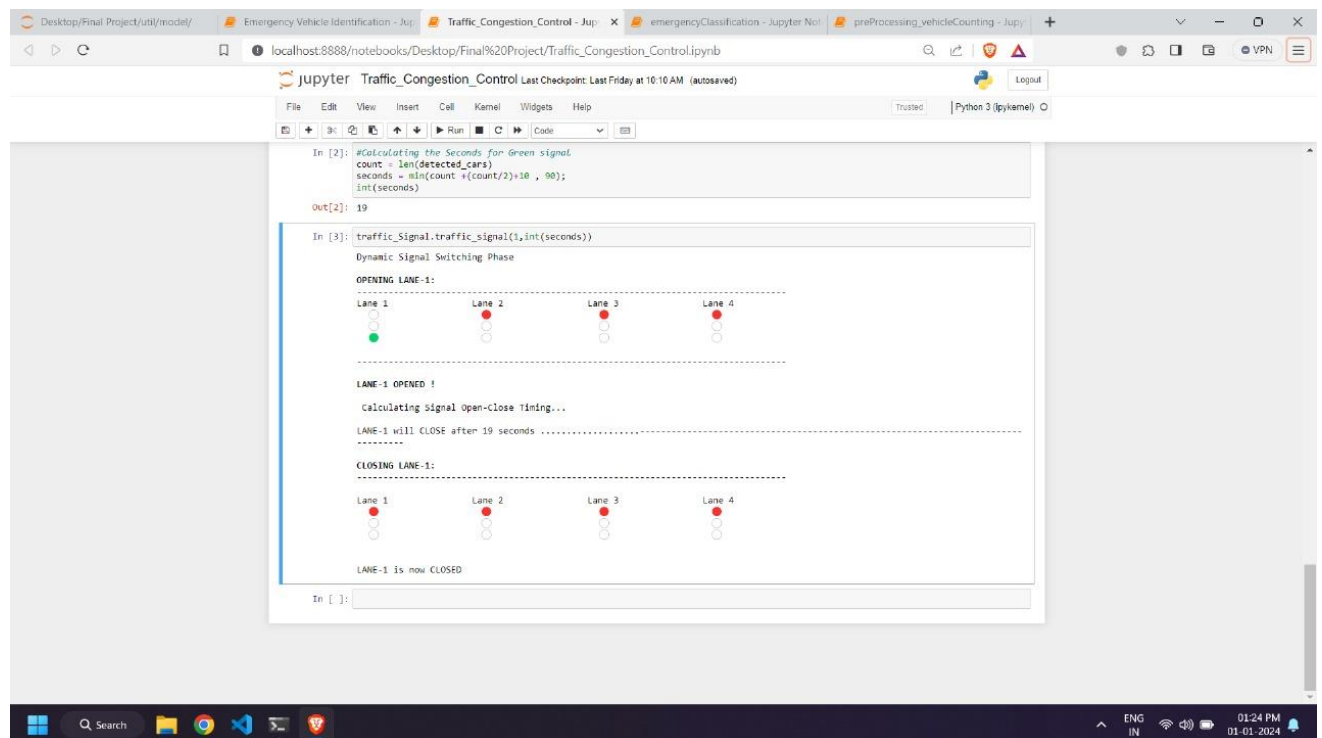 Desktop/Final Project/util/model/
Emergency Vehicle Identification - Jup
Traffic_Congestion_Control - Jup
emergencyClassification - Jupyter Not
preProcessing_vehicleCounting - Jupy
localhost:8888/notebooks/Desktop/Final%20Project/Traffic_Congestion_Control.ipynb
VPN
jupyter Traffic_Congestion_Control Last Checkpoint: Last Friday at 10:10 AM (autosaved)
Logout
File Edit View Insert Cell Kernel Widgets Help
Trusted
Python 3 (ipykernel)
Run
Code
In [2]: #Calculating the Seconds for Green signal
count = len(detected_cars)
seconds = min(count +(count/2)+10 , 90);
int(seconds)
Out[2]: 19
In [3]: traffic_Signal.traffic_signal(1,int(seconds))
Dynamic Signal Switching Phase
OPENING LANE-1:
--------------------------------------------------------------------------------
Lane 1 Lane 2 Lane 3 Lane 4
--------------------------------------------------------------------------------
LANE-1 OPENED !
Calculating Signal Open-Close Timing...
LANE-1 will CLOSE after 19 seconds ...................-----------------------------------------------------------------------
---------
CLOSING LANE-1:
--------------------------------------------------------------------------------
Lane 1 Lane 2 Lane 3 Lane 4
LANE-1 is now CLOSED
In [ ]:
Search
ENG
IN
01:24 PM
01-01-2024